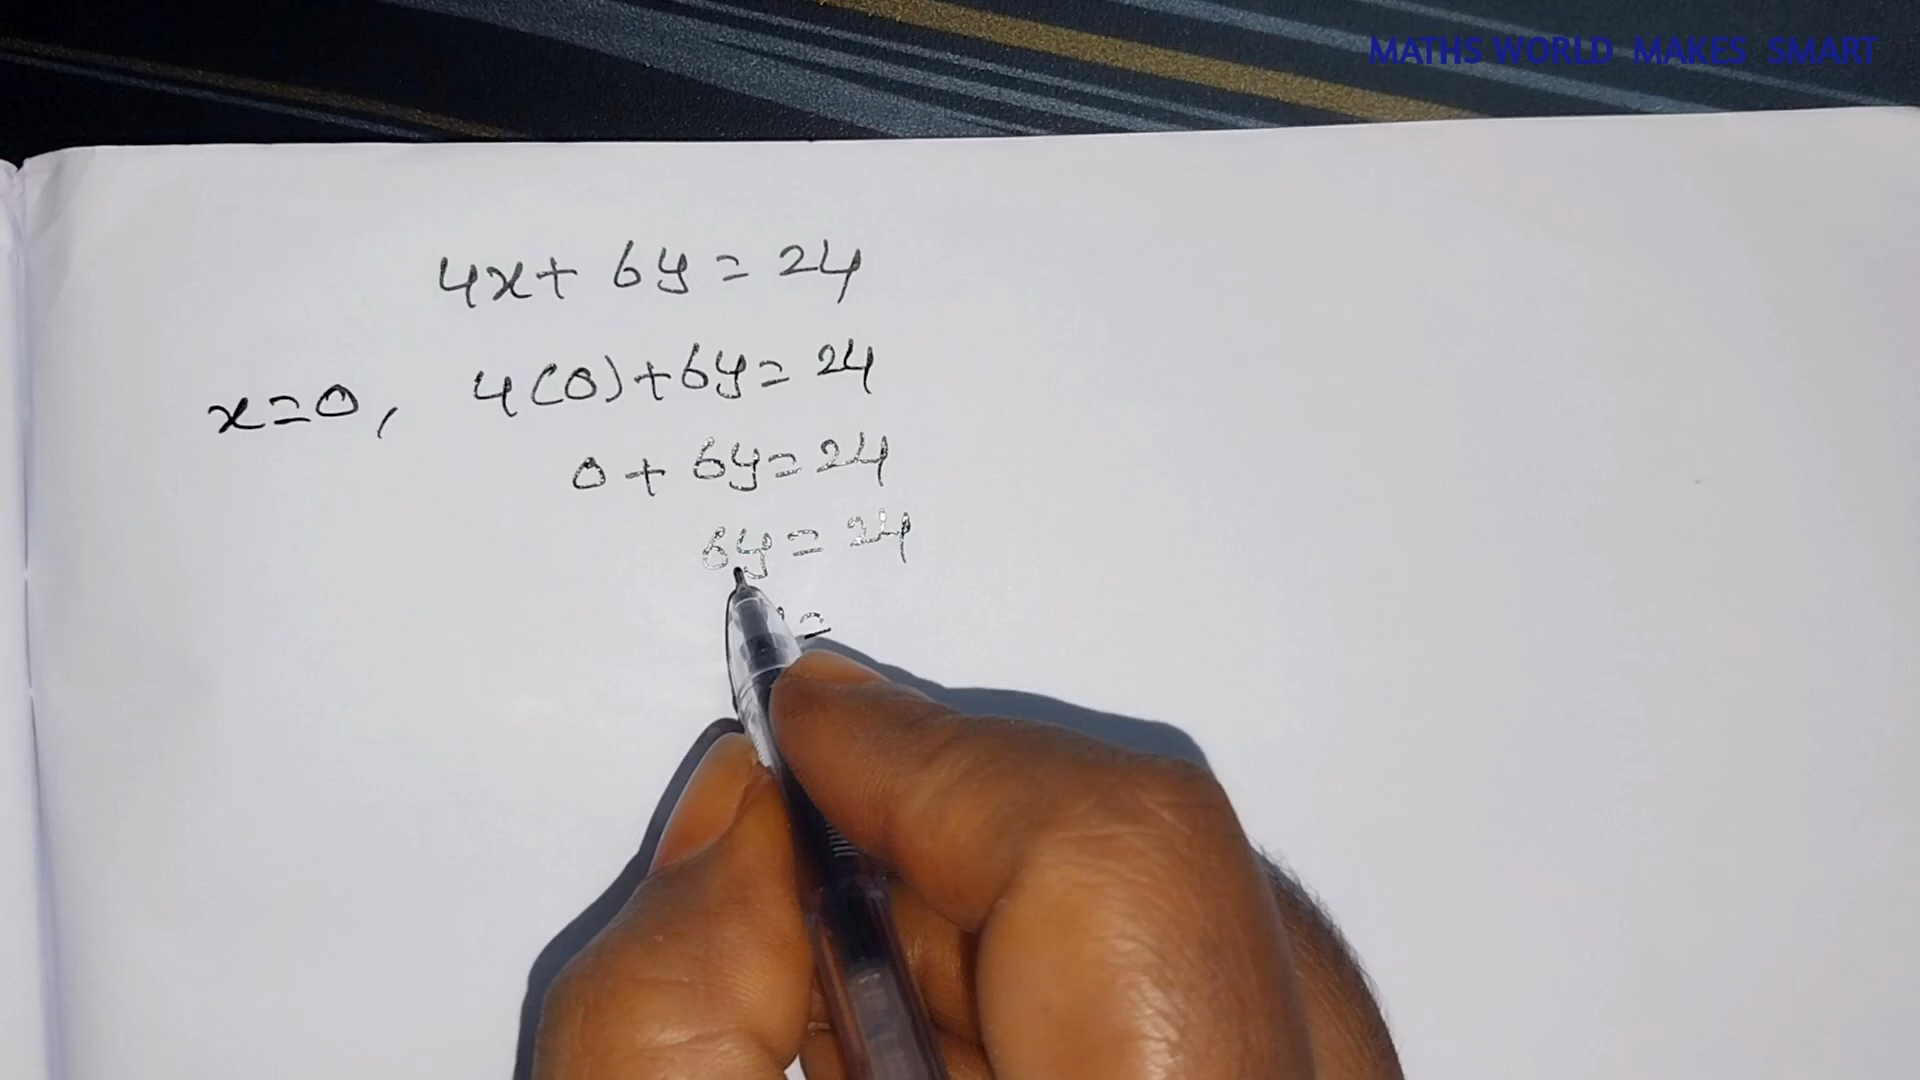 MATHS WORLD MAKES SMART
4x + 6y = 24
x=0, 4(0)+6y= 24
0 + 6y=24
6y = 24
=